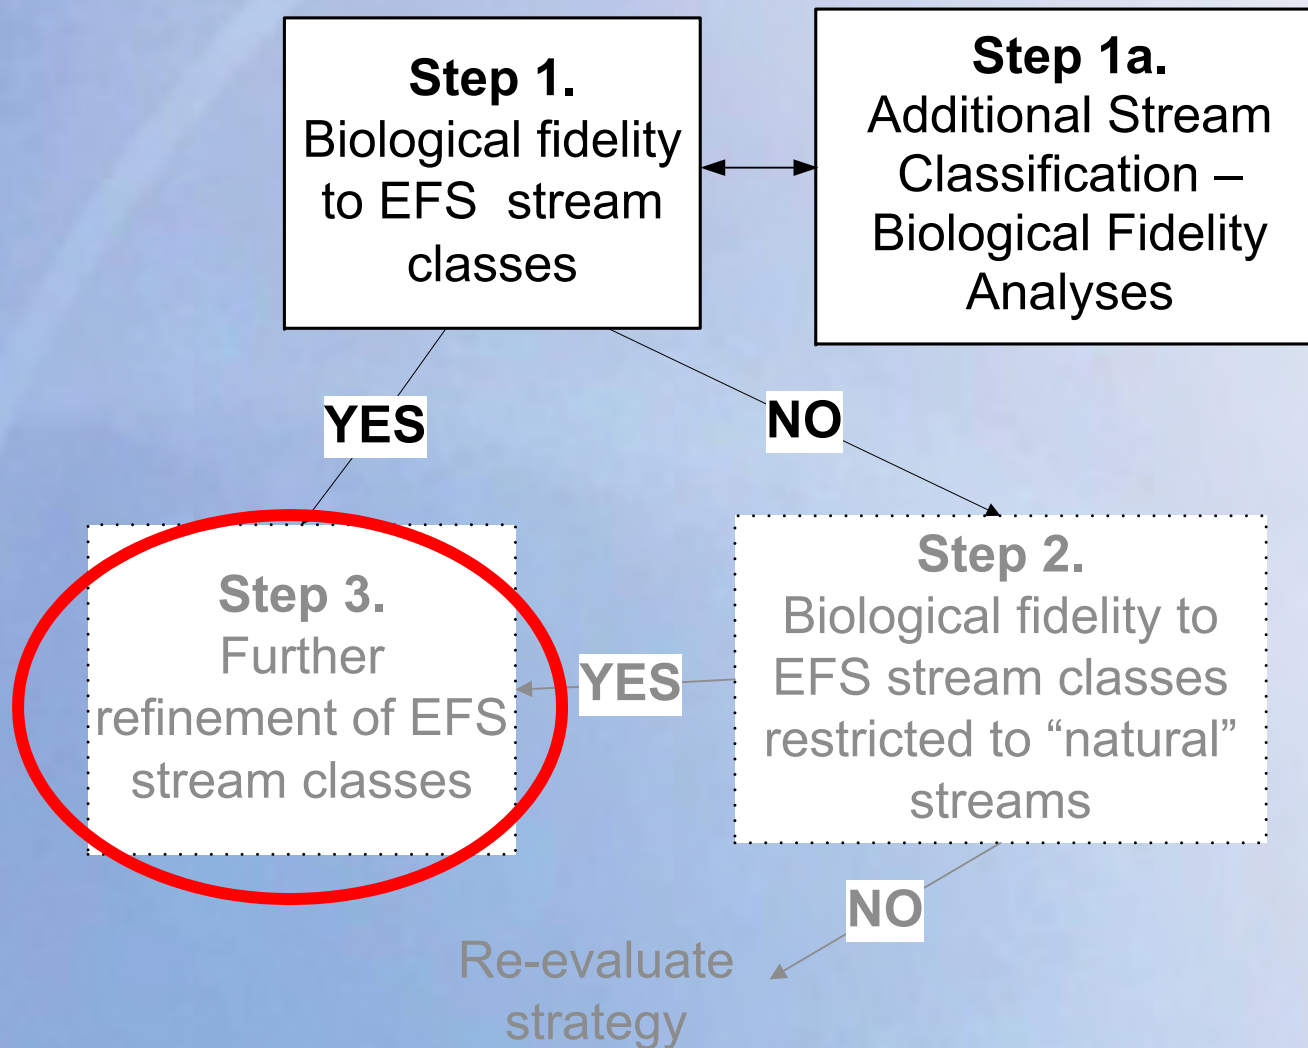 Step 1.
Biological fidelity
to EFS stream
classes
Step 1a.
Additional Stream
Classification –
Biological Fidelity
Analyses
YES
NO
Step 3.
Further
refinement of EFS
stream classes
YES
Step 2.
Biological fidelity to
EFS stream classes
restricted to “natural”
streams
NO
Re-evaluate
strategy